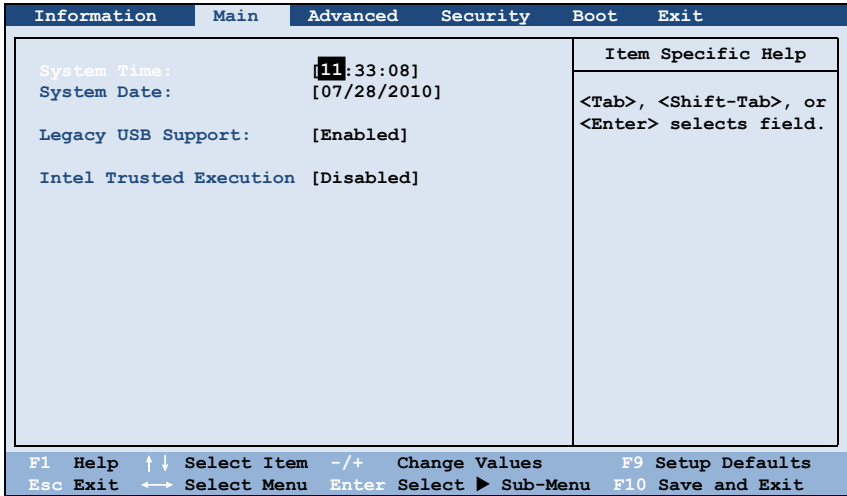 Information Main Advanced Security Boot Exit
System Time: [11:33:08]
System Date: [07/28/2010]
Legacy USB Support: [Enabled]
Intel Trusted Execution [Disabled]
Item Specific Help
<Tab>, <Shift-Tab>, or
<Enter> selects field.
F1 Help ↑↓ Select Item -/+ Change Values F9 Setup Defaults
Esc Exit ←→ Select Menu Enter Select ▶ Sub-Menu F10 Save and Exit